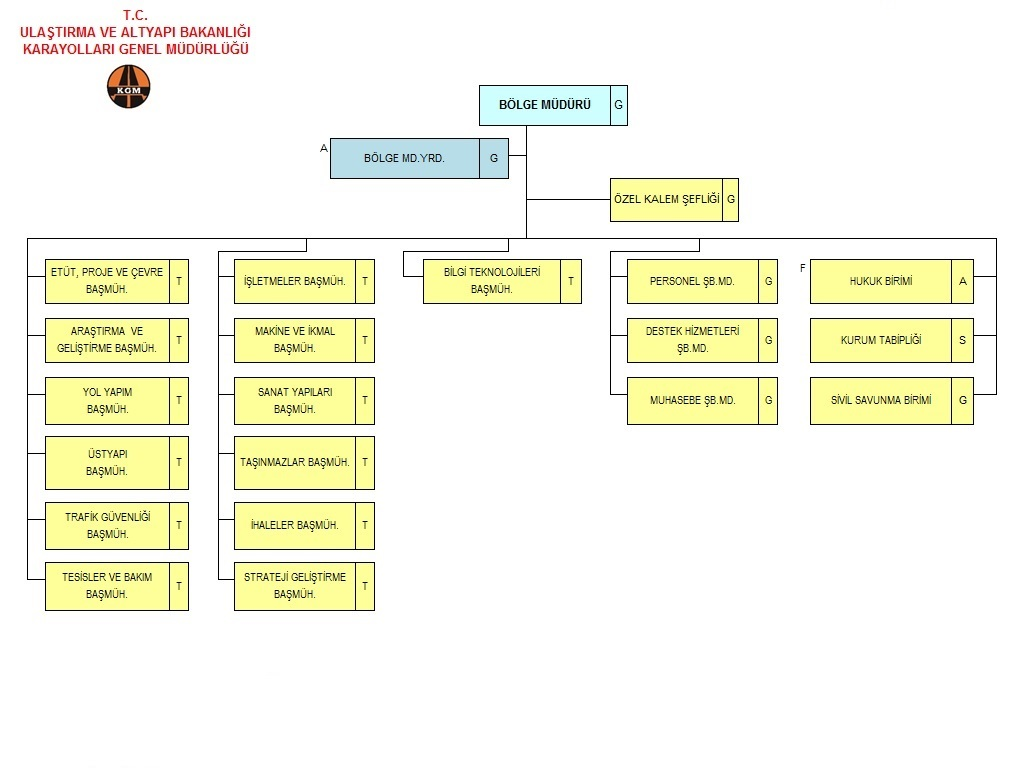 T.C.
ULAŞTIRMA VE ALTYAPI BAKANLIĞI
KARAYOLLARI GENEL MÜDÜRLÜĞÜ
KGM
BÖLGE MÜDÜRÜ G
A
BÖLGE MD.YRD. G
ÖZEL KALEM ŞEFLİĞİ G
ETÜT, PROJE VE ÇEVRE
BAŞMÜH. T
ARAŞTIRMA VE
GELİŞTİRME BAŞMÜH. T
YOL YAPIM
BAŞMÜH. T
ÜSTYAPI
BAŞMÜH. T
TRAFİK GÜVENLİĞİ
BAŞMÜH. T
TESİSLER VE BAKIM
BAŞMÜH. T
İŞLETMELER BAŞMÜH. T
MAKİNE VE İKMAL
BAŞMÜH. T
SANAT YAPILARI
BAŞMÜH. T
TAŞINMAZLAR BAŞMÜH. T
İHALELER BAŞMÜH. T
STRATEJİ GELİŞTİRME
BAŞMÜH. T
BİLGİ TEKNOLOJİLERİ
BAŞMÜH. T
PERSONEL ŞB.MD. G
DESTEK HİZMETLERİ
ŞB.MD. G
MUHASEBE ŞB.MD. G
F
HUKUK BİRİMİ A
KURUM TABİPLİĞİ S
SİVİL SAVUNMA BİRİMİ G